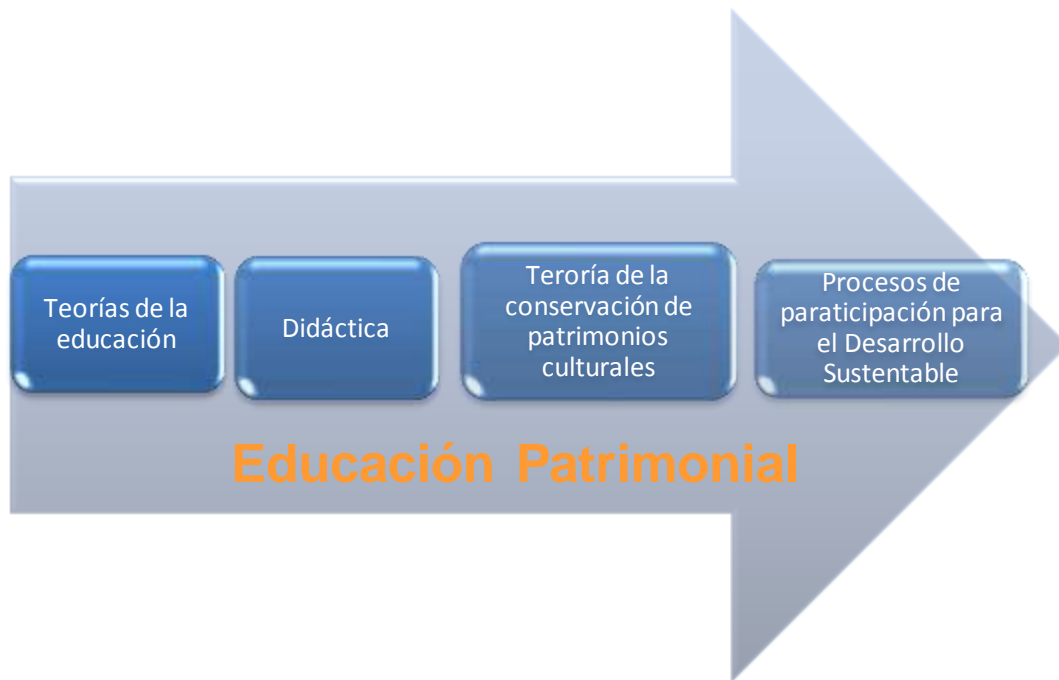 Teorías de la
educación
Didáctica
Teroría de la
conservación de
patrimonios
culturales
Procesos de
paraticipación para
el Desarrollo
Sustentable
Educación Patrimonial